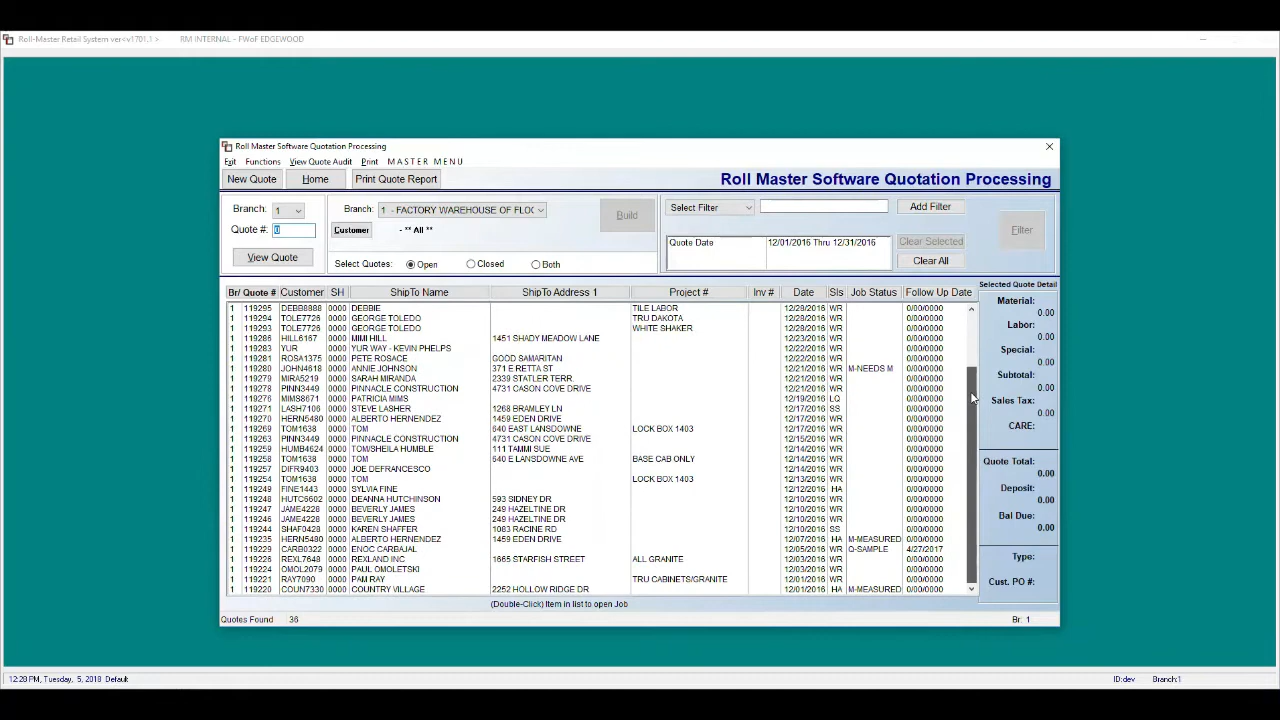 Roll-Master Retail System ver<v1701.1 > RM INTERNAL - FWoF EDGEWOOD
Roll Master Software Quotation Processing
Exit Functions View Quote Audit Print M A S T E R M E N U
New Quote Home Print Quote Report Roll Master Software Quotation Processing
Branch: 1 Branch: 1 - FACTORY WAREHOUSE OF FLOO Select Filter Add Filter
Quote #: 0 Customer - ** All ** Build Filter
Quote Date 12/01/2016 Thru 12/31/2016 Clear Selected
View Quote Select Quotes: Open Closed Both Clear All
Br/ Quote # Customer SH ShipTo Name ShipTo Address 1 Project # Inv # Date Sls Job Status Follow Up Date Selected Quote Detail
1 119295 DEBB8888 0000 DEBBIE TILE LABOR 12/29/2016 WR 0/00/0000
1 119294 TOLE7726 0000 GEORGE TOLEDO TRU DAKOTA 12/28/2016 WR 0/00/0000
1 119293 TOLE7726 0000 GEORGE TOLEDO WHITE SHAKER 12/28/2016 WR 0/00/0000
1 119286 HILL6167 0000 MIMI HILL 1451 SHADY MEADOW LANE 12/23/2016 WR 0/00/0000
1 119283 YUR 0000 YUR WAY - KEVIN PHELPS 12/22/2016 WR 0/00/0000
1 119281 ROSA1375 0000 PETE ROSACE GOOD SAMARITAN 12/22/2016 WR 0/00/0000
1 119280 JOHN4618 0000 ANNIE JOHNSON 371 E.RETTA ST 12/21/2016 WR M-NEEDS M 0/00/0000
1 119279 MIRA5219 0000 SARAH MIRANDA 2339 STATLER TERR. 12/21/2016 WR 0/00/0000
1 119278 PINN3449 0000 PINNACLE CONSTRUCTION 4731 CASON COVE DRIVE 12/21/2016 WR 0/00/0000
1 119276 MIMS8671 0000 PATRICIA MIMS 12/19/2016 LQ 0/00/0000
1 119271 LASH7106 0000 STEVE LASHER 1268 BRAMLEY LN 12/17/2016 SS 0/00/0000
1 119270 HERN5480 0000 ALBERTO HERNENDEZ 1459 EDEN DRIVE 12/17/2016 WR 0/00/0000
1 119269 TOM1638 0000 TOM 640 EAST LANSDOWNE LOCK BOX 1403 12/17/2016 WR 0/00/0000
1 119263 PINN3449 0000 PINNACLE CONSTRUCTION 4731 CASON COVE DRIVE 12/15/2016 WR 0/00/0000
1 119259 HUMB4624 0000 TOM/SHEILA HUMBLE 111 TAMMI SUE 12/14/2016 WR 0/00/0000
1 119258 TOM1638 0000 TOM 640 E LANSDOWNE AVE BASE CAB ONLY 12/14/2016 WR 0/00/0000
1 119257 DIFR9403 0000 JOE DEFRANCESCO 12/14/2016 WR 0/00/0000
1 119254 TOM1638 0000 TOM LOCK BOX 1403 12/13/2016 WR 0/00/0000
1 119249 FINE1443 0000 SYLVIA FINE 12/12/2016 HA 0/00/0000
1 119248 HUTC6602 0000 DEANNA HUTCHINSON 593 SIDNEY DR 12/10/2016 WR 0/00/0000
1 119247 JAME4228 0000 BEVERLY JAMES 249 HAZELTINE DR 12/10/2016 WR 0/00/0000
1 119246 JAME4228 0000 BEVERLY JAMES 249 HAZELTINE DR 12/10/2016 WR 0/00/0000
1 119244 SHAF0428 0000 KAREN SHAFFER 1083 RACINE RD 12/10/2016 SS 0/00/0000
1 119235 HERN5480 0000 ALBERTO HERNENDEZ 1459 EDEN DRIVE 12/07/2016 HA M-MEASURED 0/00/0000
1 119229 CARB0322 0000 ENOC CARBAJAL 12/05/2016 WR Q-SAMPLE 4/27/2017
1 119226 REXL7649 0000 REXLAND INC 1665 STARFISH STREET ALL GRANITE 12/03/2016 WR 0/00/0000
1 119224 OMOL2079 0000 PAUL OMOLETSKI 12/03/2016 WR 0/00/0000
1 119221 RAY7090 0000 PAM RAY TRU CABINETS/GRANITE 12/01/2016 WR 0/00/0000
1 119220 COUN7330 0000 COUNTRY VILLAGE 2252 HOLLOW RIDGE DR 12/01/2016 HA M-MEASURED 0/00/0000
Material:
0.00
Labor:
0.00
Special:
0.00
Subtotal:
0.00
Sales Tax:
0.00
CARE:
Quote Total:
0.00
Deposit:
0.00
Bal Due:
0.00
Type:
Cust. PO #:
(Double-Click) Item in list to open Job
Quotes Found 36 Br: 1
12:28 PM, Tuesday, 5, 2018 Default ID:dev Branch:1